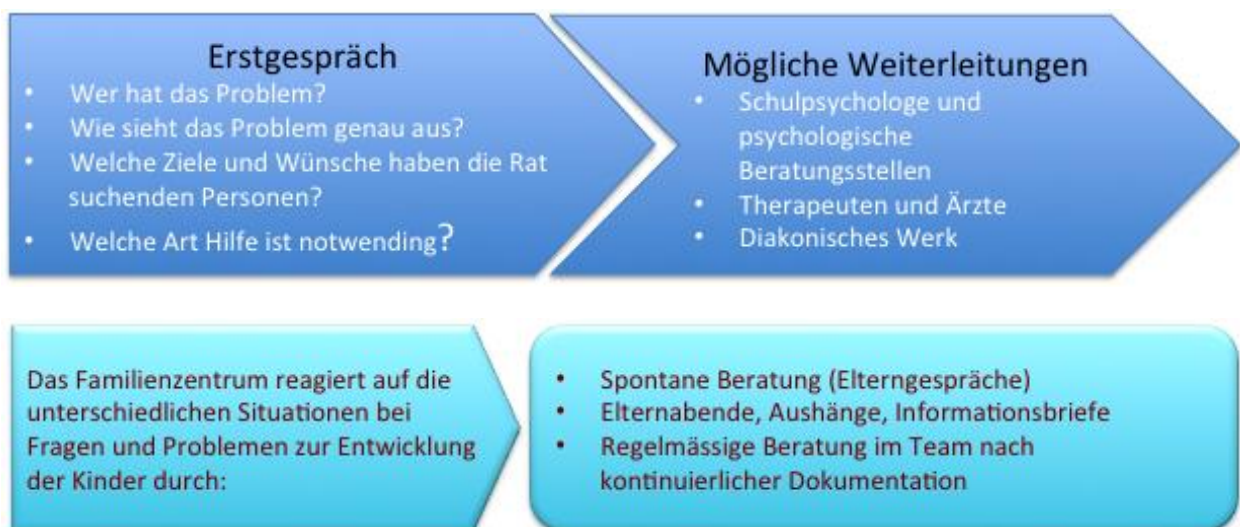 Erstgespräch
• Wer hat das Problem?
• Wie sieht das Problem genau aus?
• Welche Ziele und Wünsche haben die Rat
suchenden Personen?
• Welche Art Hilfe ist notwending?
Mögliche Weiterleitungen
• Schulpsychologe und
psychologische
Beratungsstellen
• Therapeuten und Ärzte
• Diakonisches Werk
Das Familienzentrum reagiert auf die
unterschiedlichen Situationen bei
Fragen und Problemen zur Entwicklung
der Kinder durch:
• Spontane Beratung (Elterngespräche)
• Elternabende, Aushänge, Informationsbriefe
• Regelmässige Beratung im Team nach
kontinuierlicher Dokumentation